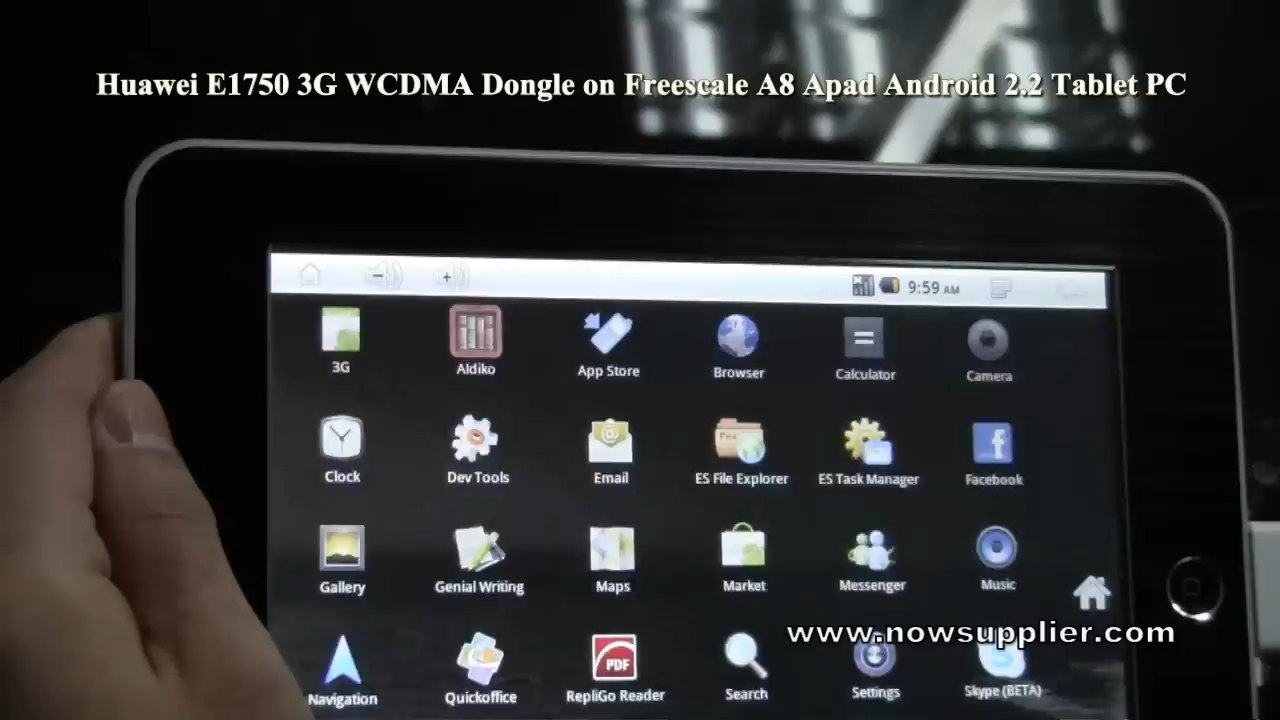 Huawei E1750 3G WCDMA Dongle on Freescale A8 Apad Android 2.2 Tablet PC
9:59 AM
3G Aldiko App Store Browser Calculator Camera
Clock Dev Tools Email ES File Explorer ES Task Manager Facebook
Gallery Genial Writing Maps Market Messenger Music
www.nowsupplier.com
PDF
Navigation Quickoffice RepliGo Reader Search Settings Skype (BETA)